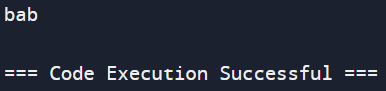 bab
=== Code Execution Successful ===